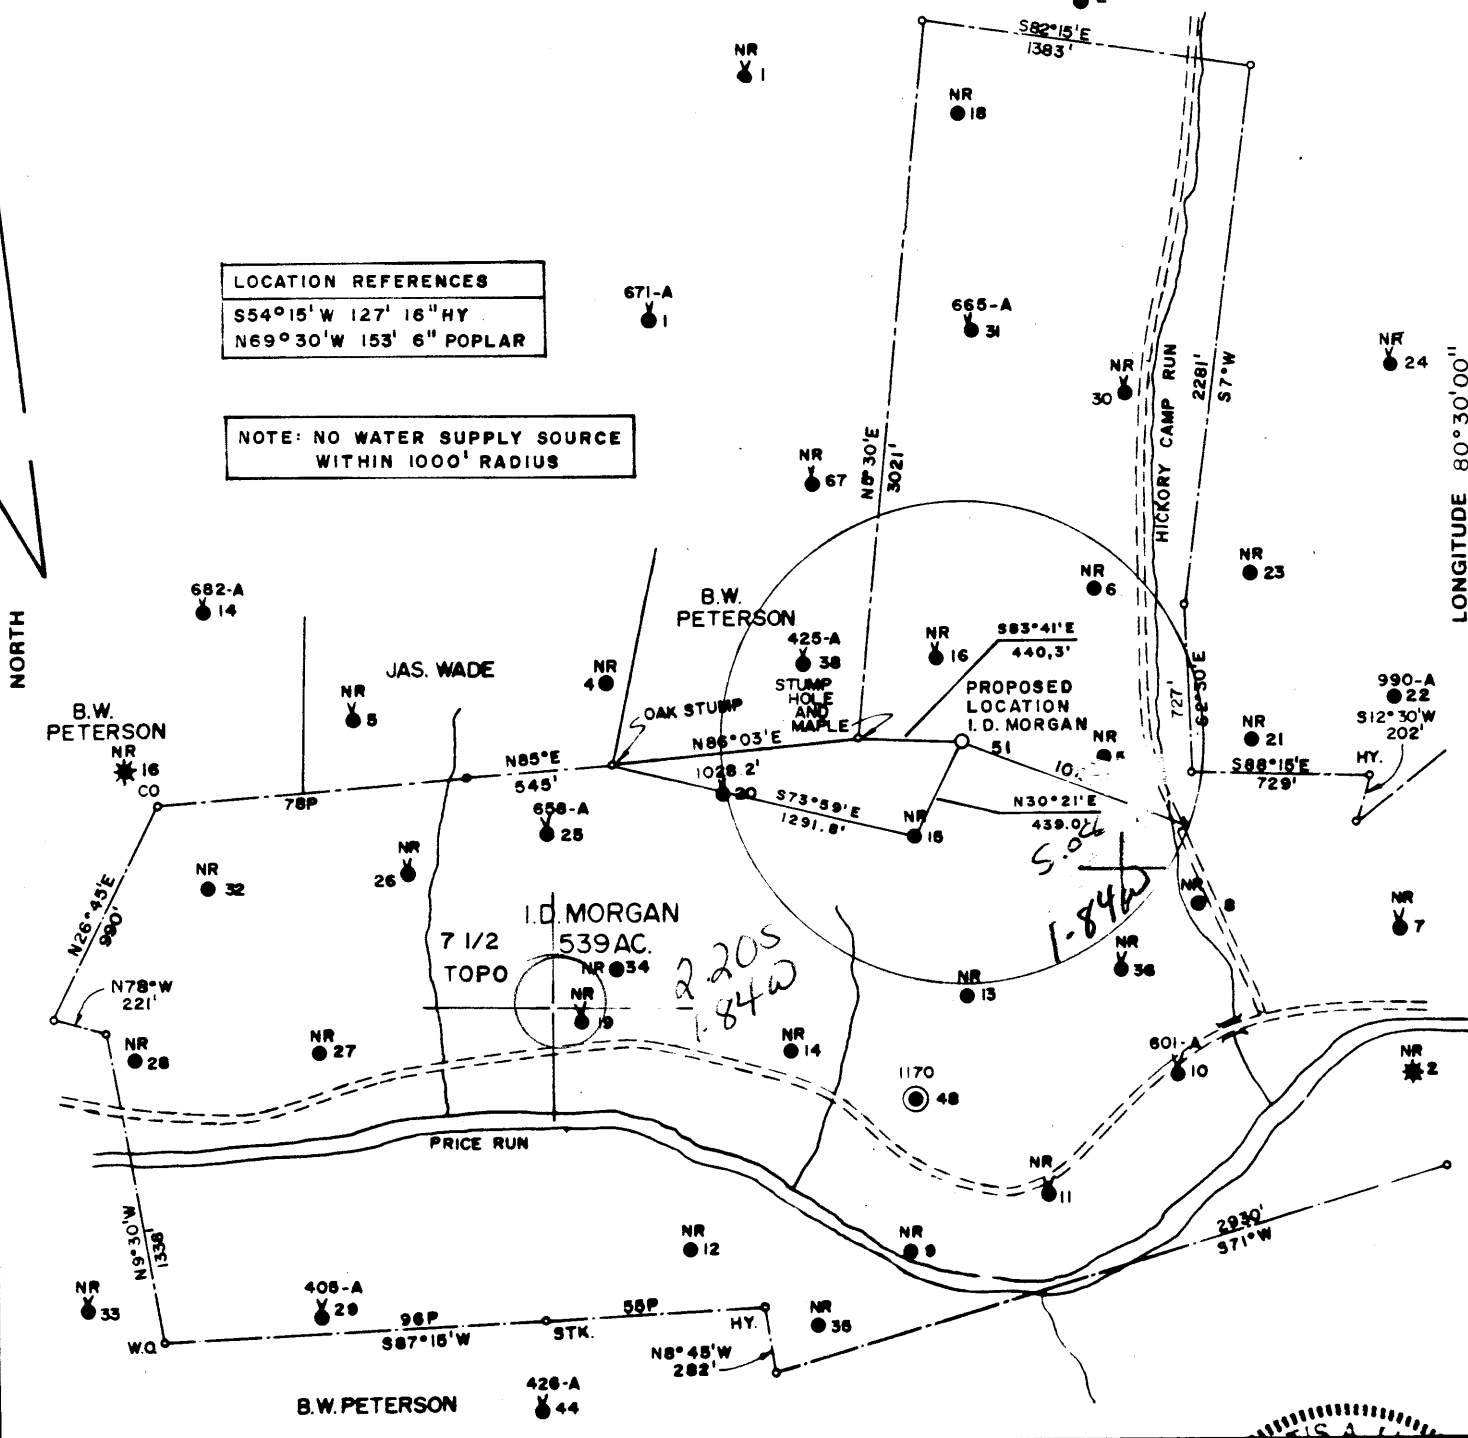 S82°15'E
1383'
NR
1
NR
18
LOCATION REFERENCES
S54°15'W 127' 16" HY
N69°30'W 153' 6" POPLAR
671-A
1
665-A
31
NR
24
NR
30
2281'
S7°W
HICKORY CAMP RUN
LONGITUDE 80°30'00"
NOTE: NO WATER SUPPLY SOURCE
WITHIN 1000' RADIUS
NR
67
3021'
NR
23
NR
6
682-A
14
NORTH
B.W.
PETERSON
S83°41'E
440.3'
425-A
38
NR
16
JAS. WADE
NR
4
STUMP
HOLE
AND
MAPLE
PROPOSED
LOCATION
I.D. MORGAN
51
727'
990-A
22
S12°30'W
202'
B.W.
PETERSON
NR
16
CO
NR
5
OAK STUMP
N86°03'E
1028.2'
NR
NR
21
HY.
S88°15'E
729'
N85°E
545'
78P
20
S73°59'E
1291.8'
N30°21'E
439.0'
658-A
25
NR
15
NR
26
NR
32
N26°45'E
990'
1.84W
NR
8
NR
7
I.D. MORGAN
539 AC.
7 1/2
TOPO
NR 34
2.20S
1.84W
NR
36
NR
13
N78°W
221'
NR
19
NR
28
NR
27
NR
14
601-A
10
NR
2
1170
48
PRICE RUN
NR
11
N9°30'W
1338'
NR
12
NR
9
2930'
S71°W
NR
33
405-A
29
96P
S87°15'W
55P
STK.
HY.
NR
35
W.O.
N8°45'W
282'
426-A
44
B.W. PETERSON